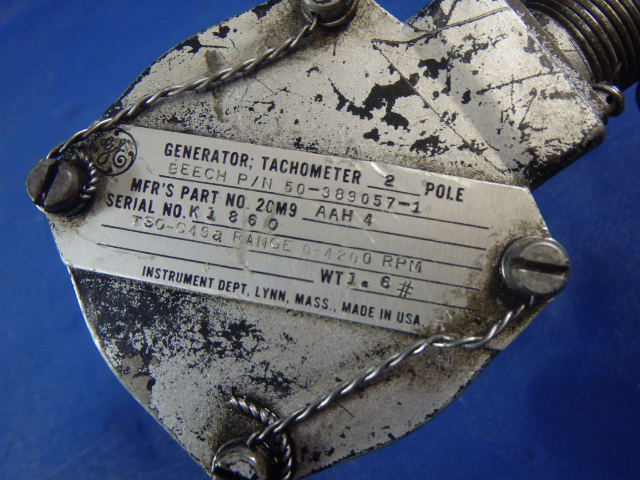 GE
GENERATOR; TACHOMETER 2 POLE
BEECH P/N 50-389057-1
MFR'S PART NO. 2CM9 AAH 4
SERIAL NO. K1860
TSO-C49a RANGE 0-4200 RPM
WT 1.6#
INSTRUMENT DEPT. LYNN, MASS., MADE IN USA